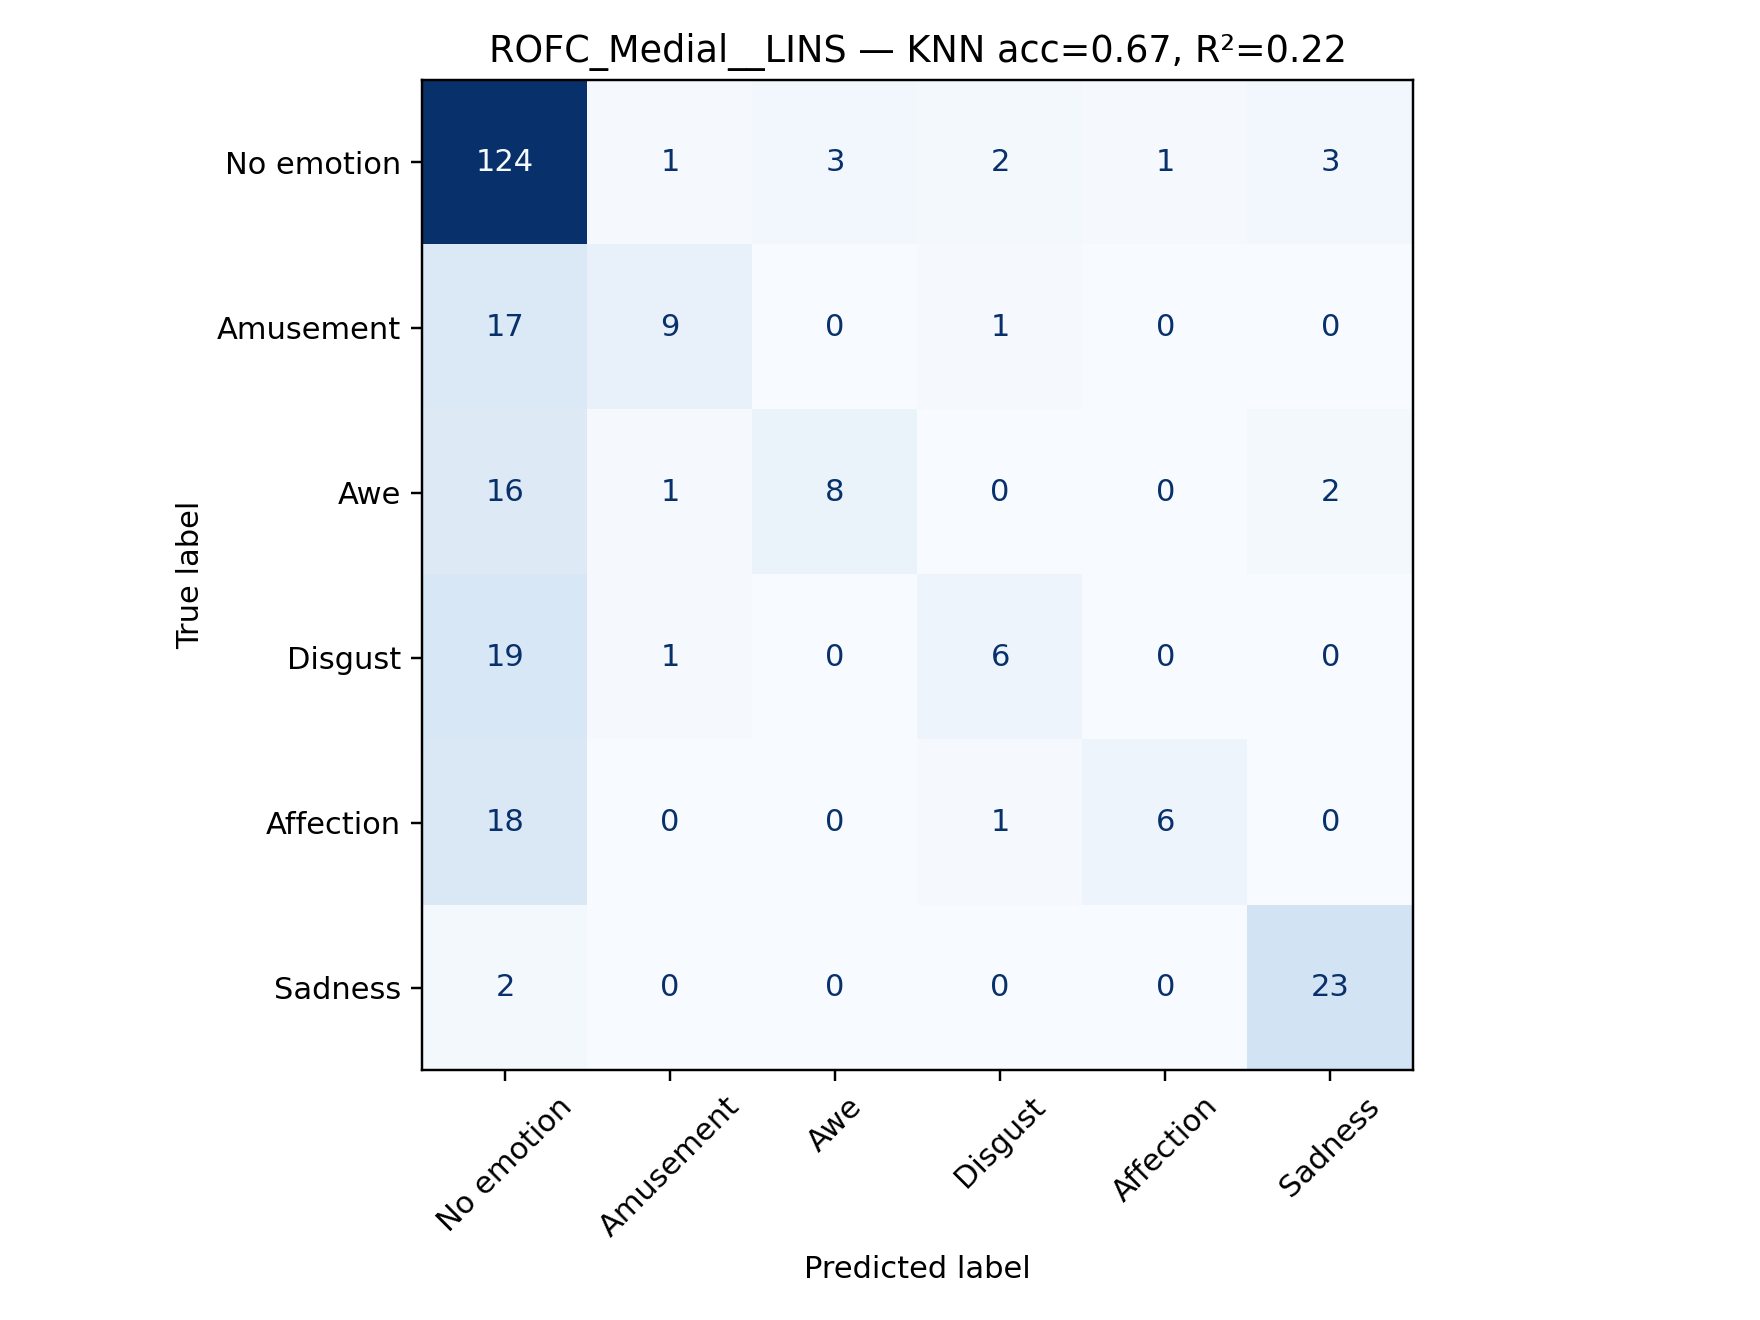 ROFC_Medial__LINS — KNN acc=0.67, R²=0.22
No emotion 124 1 3 2 1 3
Amusement 17 9 0 1 0 0
Awe 16 1 8 0 0 2
Disgust 19 1 0 6 0 0
Affection 18 0 0 1 6 0
Sadness 2 0 0 0 0 23
True label
No emotion Amusement Awe Disgust Affection Sadness
Predicted label